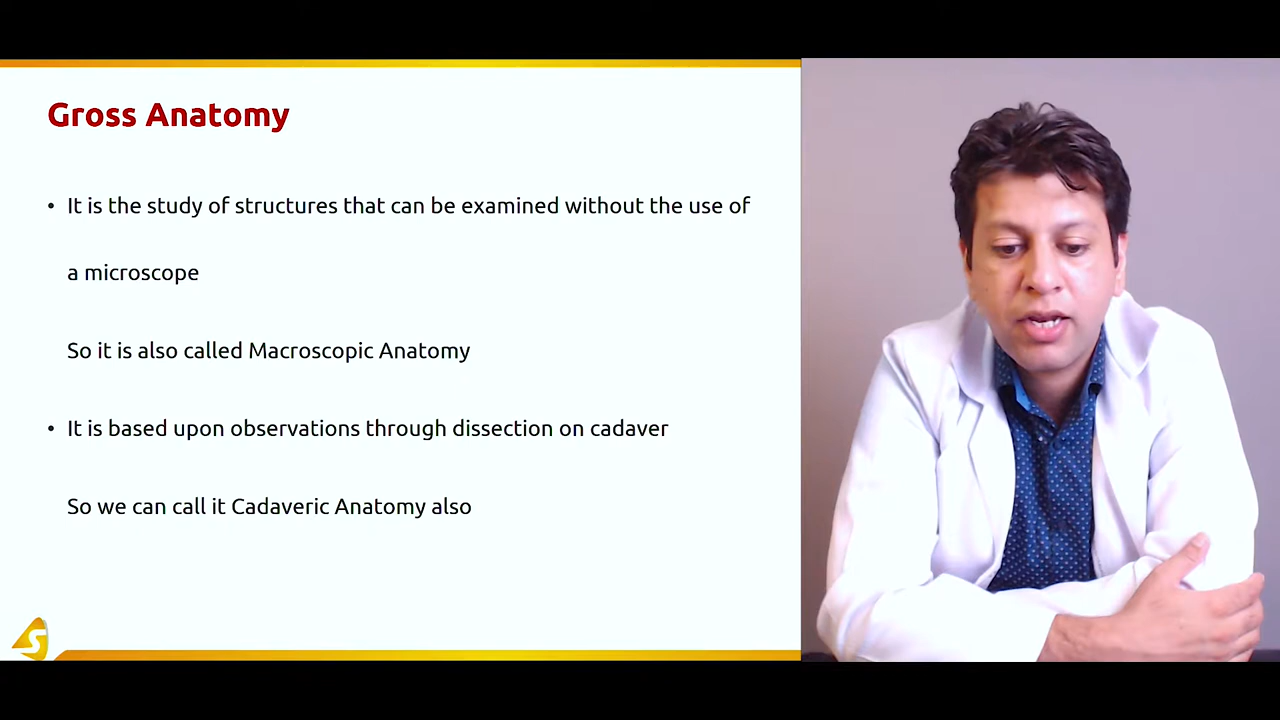 Gross Anatomy
• It is the study of structures that can be examined without the use of
a microscope
So it is also called Macroscopic Anatomy
• It is based upon observations through dissection on cadaver
So we can call it Cadaveric Anatomy also
S